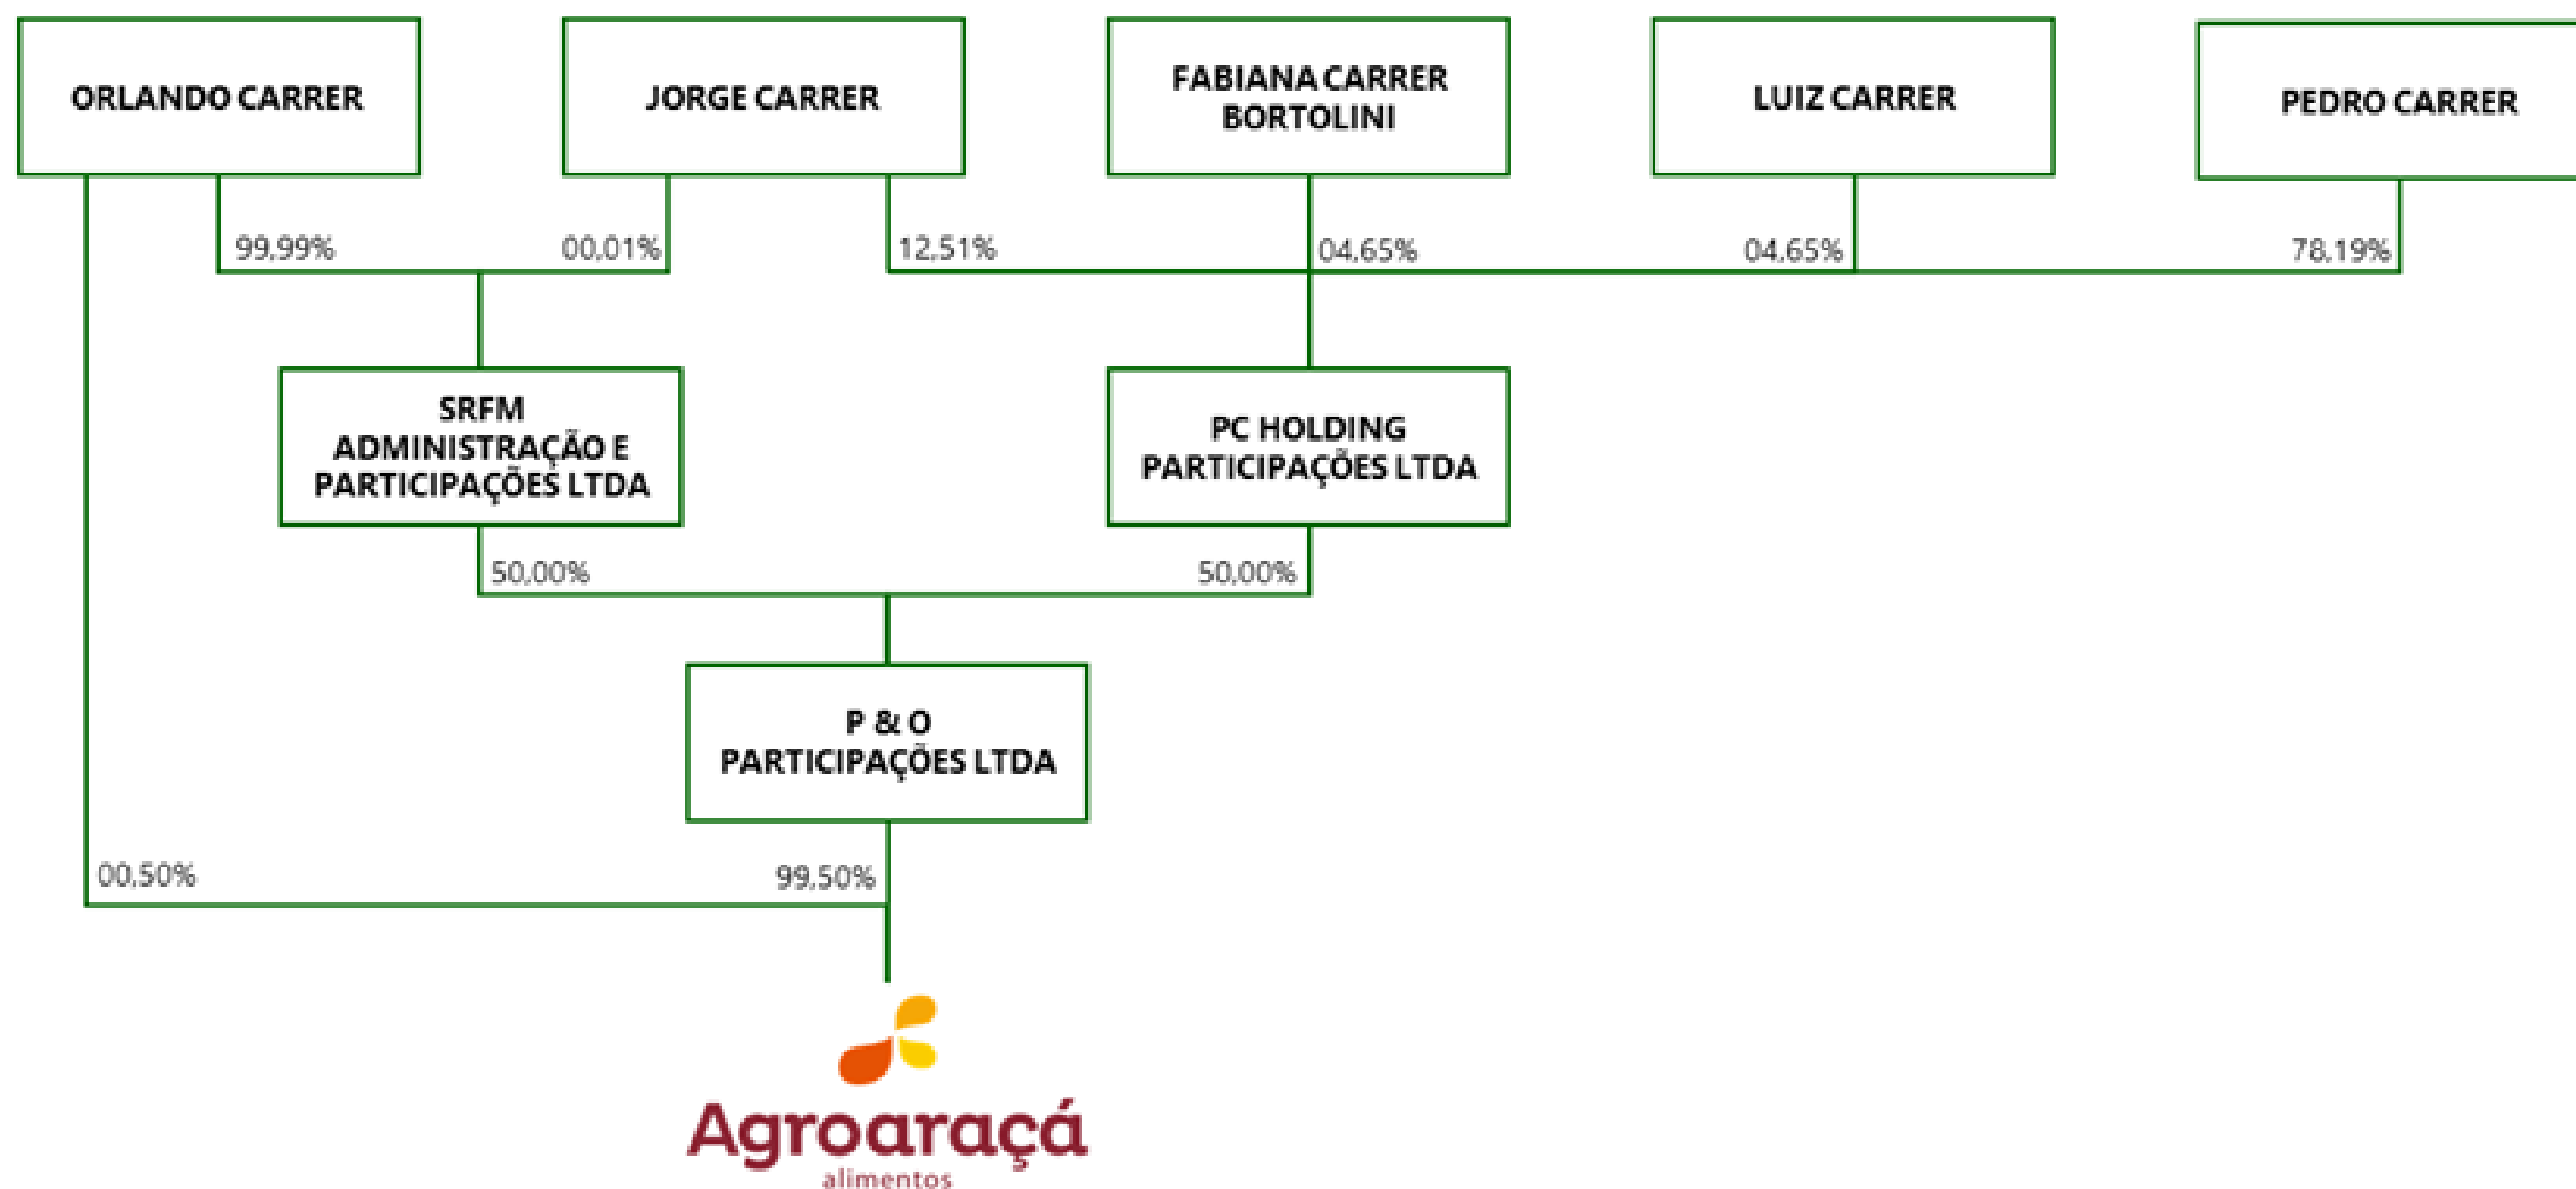 ORLANDO CARRER
JORGE CARRER
FABIANA CARRER
BORTOLINI
LUIZ CARRER
PEDRO CARRER
99,99%
00,01%
12,51%
04,65%
04,65%
78,19%
SRFM
ADMINISTRAÇÃO E
PARTICIPAÇÕES LTDA
PC HOLDING
PARTICIPAÇÕES LTDA
50,00%
50,00%
P & O
PARTICIPAÇÕES LTDA
00,50%
99,50%
Agroaraçá
alimentos